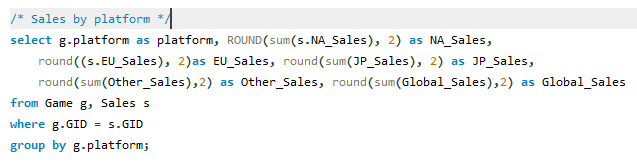 /* Sales by platform */
select g.platform as platform, ROUND(sum(s.NA_Sales), 2) as NA_Sales,
    round((s.EU_Sales), 2)as EU_Sales, round(sum(JP_Sales), 2) as JP_Sales,
    round(sum(Other_Sales),2) as Other_Sales, round(sum(Global_Sales),2) as Global_Sales
from Game g, Sales s
where g.GID = s.GID
group by g.platform;